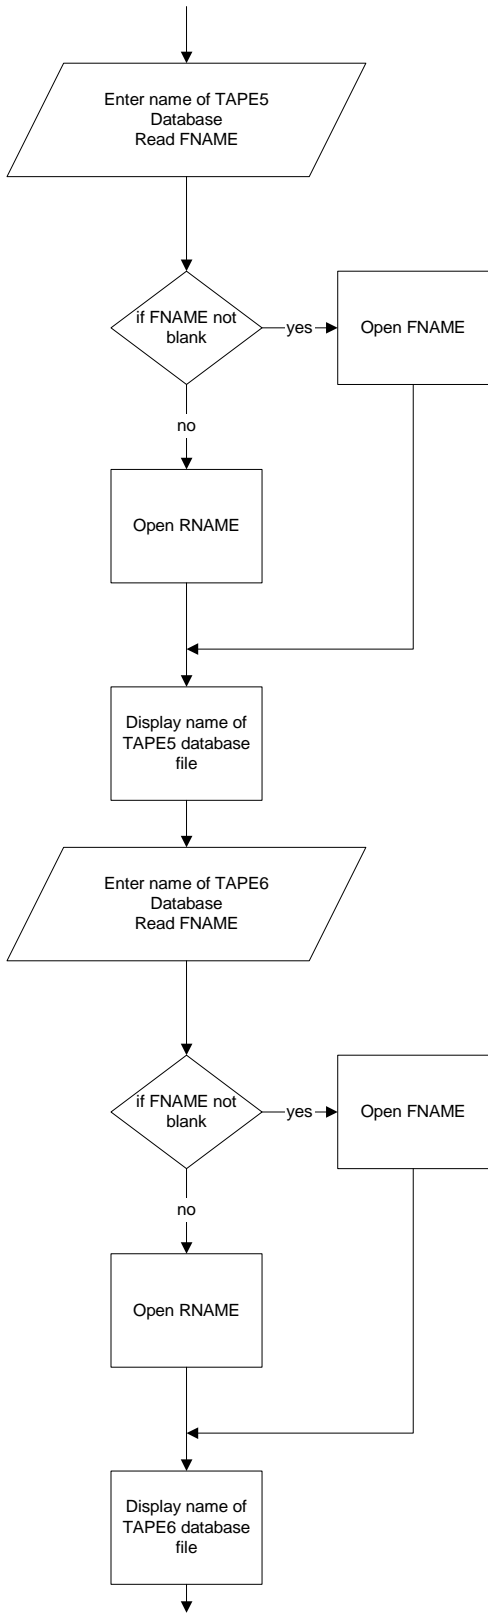 Enter name of TAPE5
Database
Read FNAME
if FNAME not
blank
yes
Open FNAME
no
Open RNAME
Display name of
TAPE5 database
file
Enter name of TAPE6
Database
Read FNAME
if FNAME not
blank
yes
Open FNAME
no
Open RNAME
Display name of
TAPE6 database
file